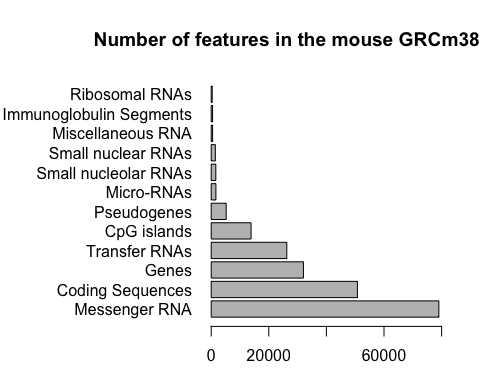 Number of features in the mouse GRCm38
Ribosomal RNAs
Immunoglobulin Segments
Miscellaneous RNA
Small nuclear RNAs
Small nucleolar RNAs
Micro-RNAs
Pseudogenes
CpG islands
Transfer RNAs
Genes
Coding Sequences
Messenger RNA
0 20000 60000